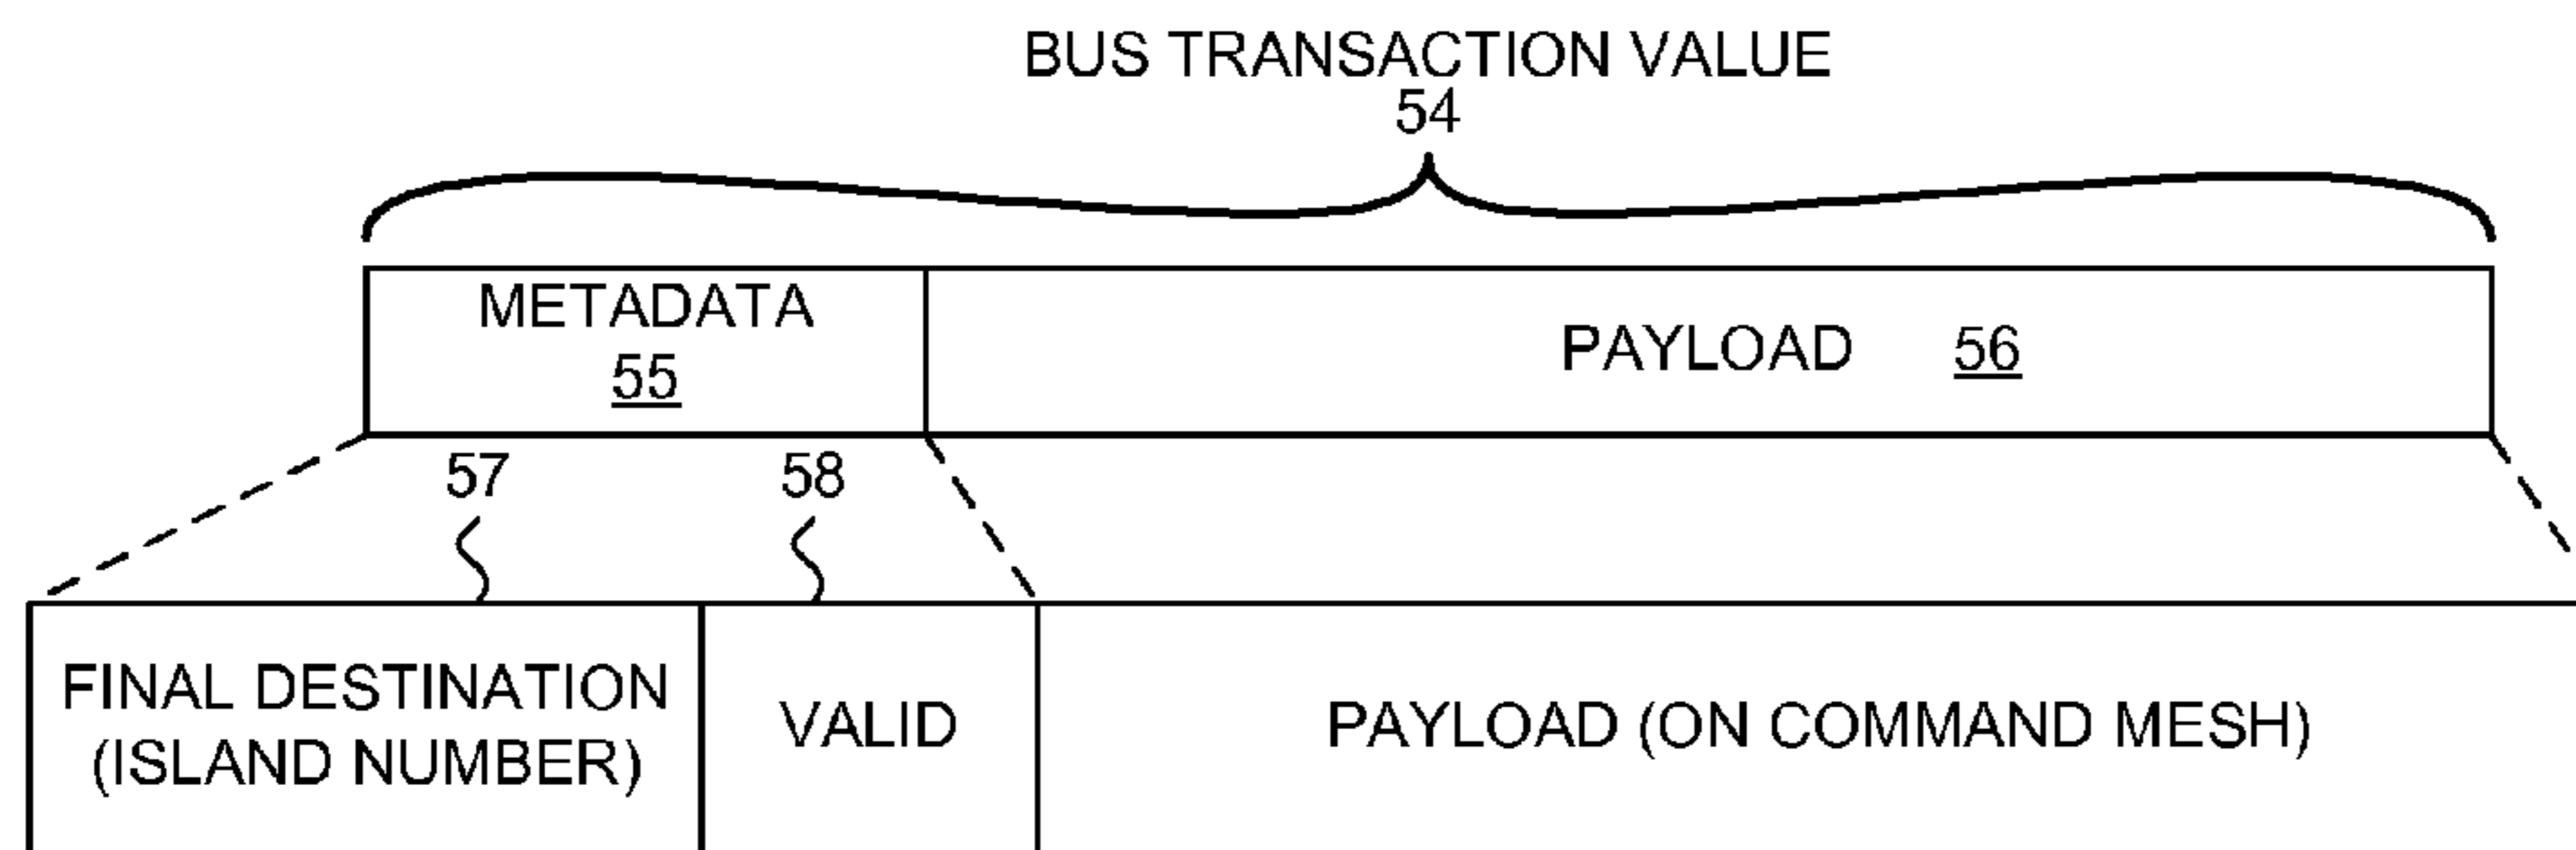 BUS TRANSACTION VALUE
54
METADATA
55
PAYLOAD 56
57 58
FINAL DESTINATION
(ISLAND NUMBER)
VALID
PAYLOAD (ON COMMAND MESH)